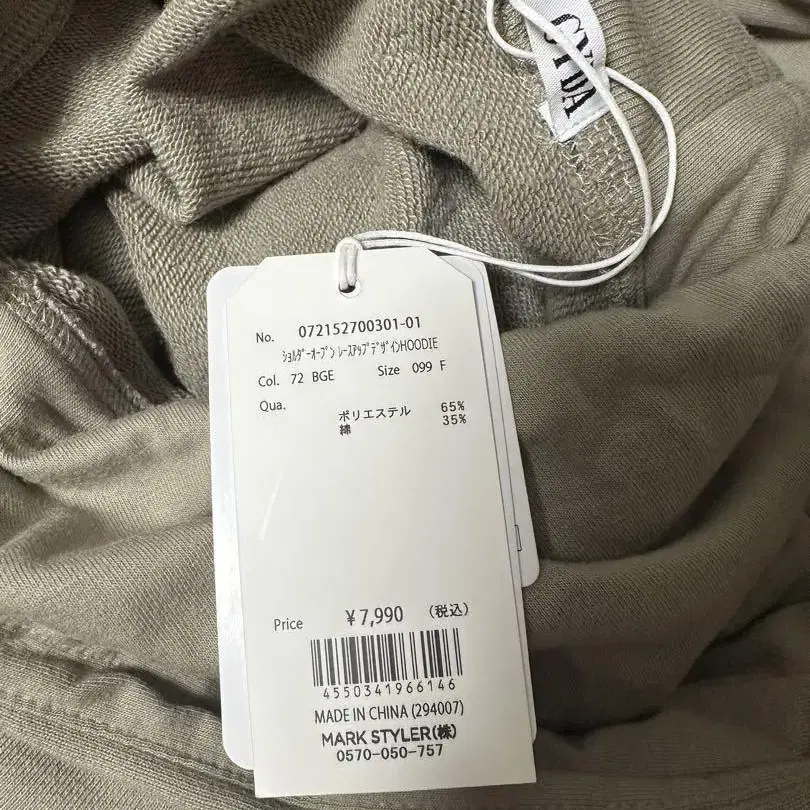 GYDA
No. 072152700301-01
ｼｮﾙﾀﾞｰｵｰﾌﾟﾝ ﾚｰｽｱｯﾌﾟﾃﾞｻﾞｲﾝHOODIE
Col. 72 BGE Size 099 F
Qua.
ポリエステル 65%
綿 35%
Price ¥7,990 (税込)
4550341966146
MADE IN CHINA (294007)
MARK STYLER(株)
0570-050-757